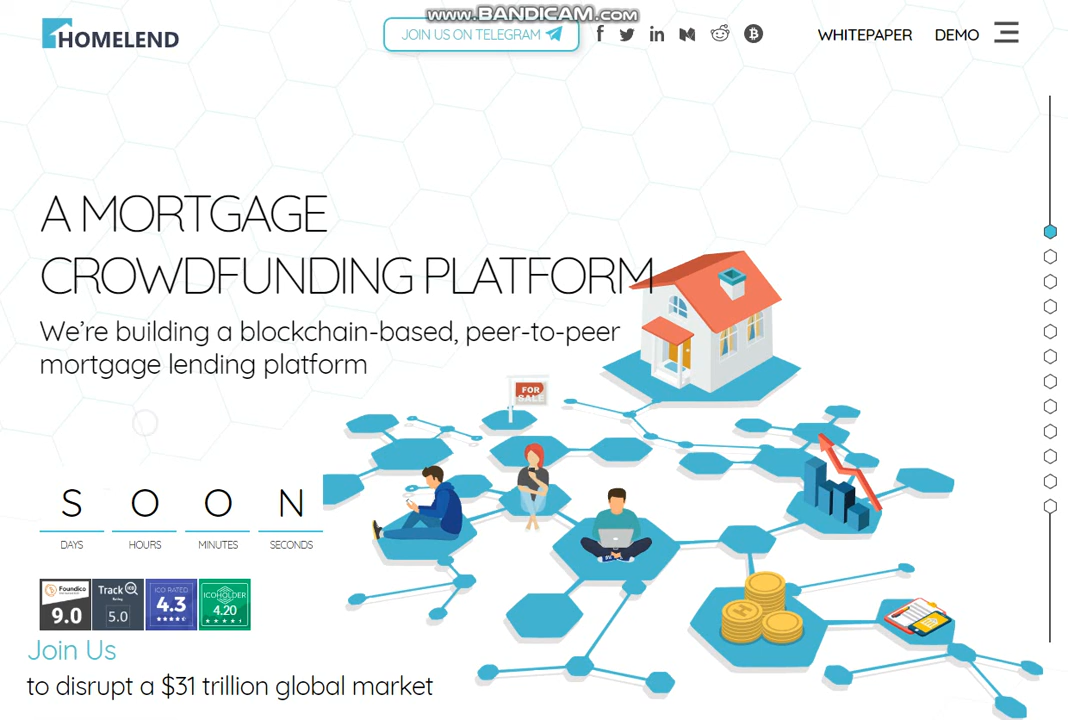 www.BANDICAM.com
HOMELEND
JOIN US ON TELEGRAM
WHITEPAPER
DEMO
A MORTGAGE
CROWDFUNDING PLATFORM
We're building a blockchain-based, peer-to-peer
mortgage lending platform
FOR
SALE
S O O N
DAYS HOURS MINUTES SECONDS
Foundico
9.0
Track ICO
5.0
ICO RATED
4.3
ICOHOLDER
4.20
Join Us
to disrupt a $31 trillion global market